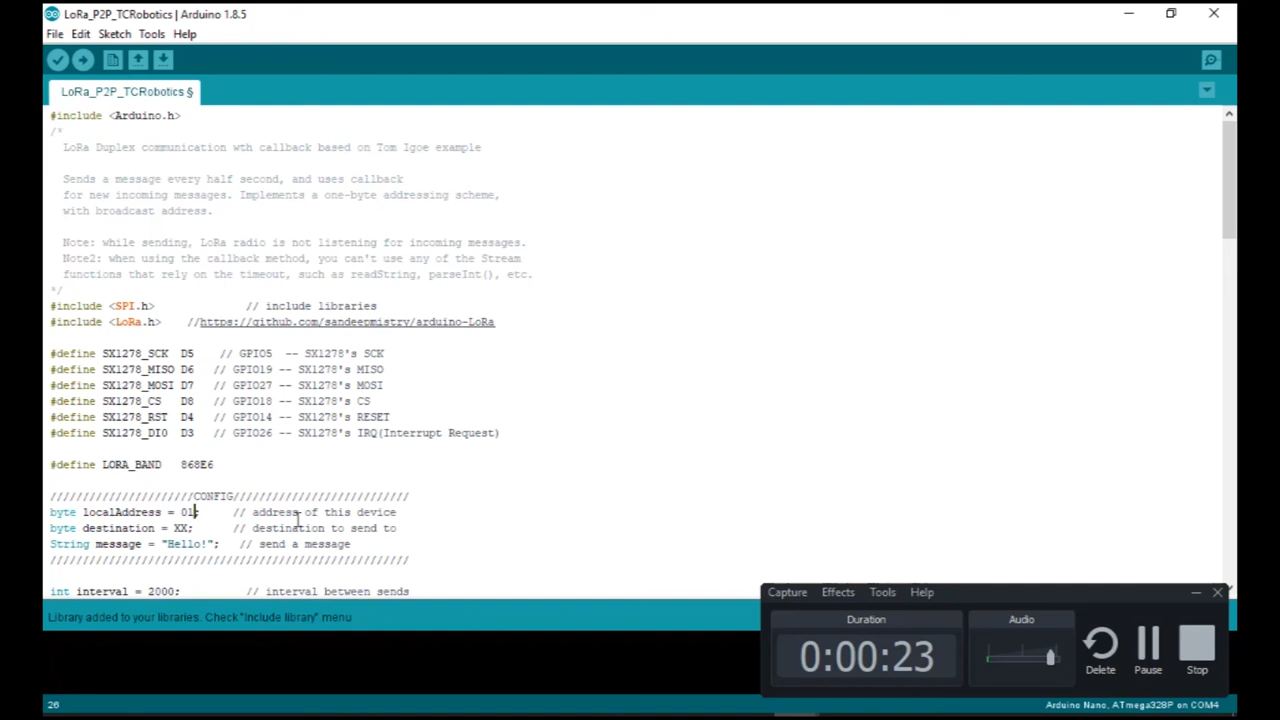 LoRa_P2P_TCRobotics | Arduino 1.8.5
File Edit Sketch Tools Help
LoRa_P2P_TCRobotics §
#include <Arduino.h>
/*
LoRa Duplex communication wth callback based on Tom Igoe example
Sends a message every half second, and uses callback
for new incoming messages. Implements a one-byte addressing scheme,
with broadcast address.
Note: while sending, LoRa radio is not listening for incoming messages.
Note2: when using the callback method, you can't use any of the Stream
functions that rely on the timeout, such as readString, parseInt(), etc.
*/
#include <SPI.h> // include libraries
#include <LoRa.h> //https://github.com/sandeepmistry/arduino-LoRa
#define SX1278_SCK D5 // GPIO5 -- SX1278's SCK
#define SX1278_MISO D6 // GPIO19 -- SX1278's MISO
#define SX1278_MOSI D7 // GPIO27 -- SX1278's MOSI
#define SX1278_CS D8 // GPIO18 -- SX1278's CS
#define SX1278_RST D4 // GPIO14 -- SX1278's RESET
#define SX1278_DI0 D3 // GPIO26 -- SX1278's IRQ(Interrupt Request)
#define LORA_BAND 868E6
//////////////////////CONFIG///////////////////////////
byte localAddress = 01; // address of this device
byte destination = XX; // destination to send to
String message = "Hello!"; // send a message
///////////////////////////////////////////////////////
int interval = 2000; // interval between sends
Library added to your libraries. Check "Include library" menu
Capture Effects Tools Help
Duration Audio
0:00:23
Delete Pause Stop
26 Arduino Nano, ATmega328P on COM4